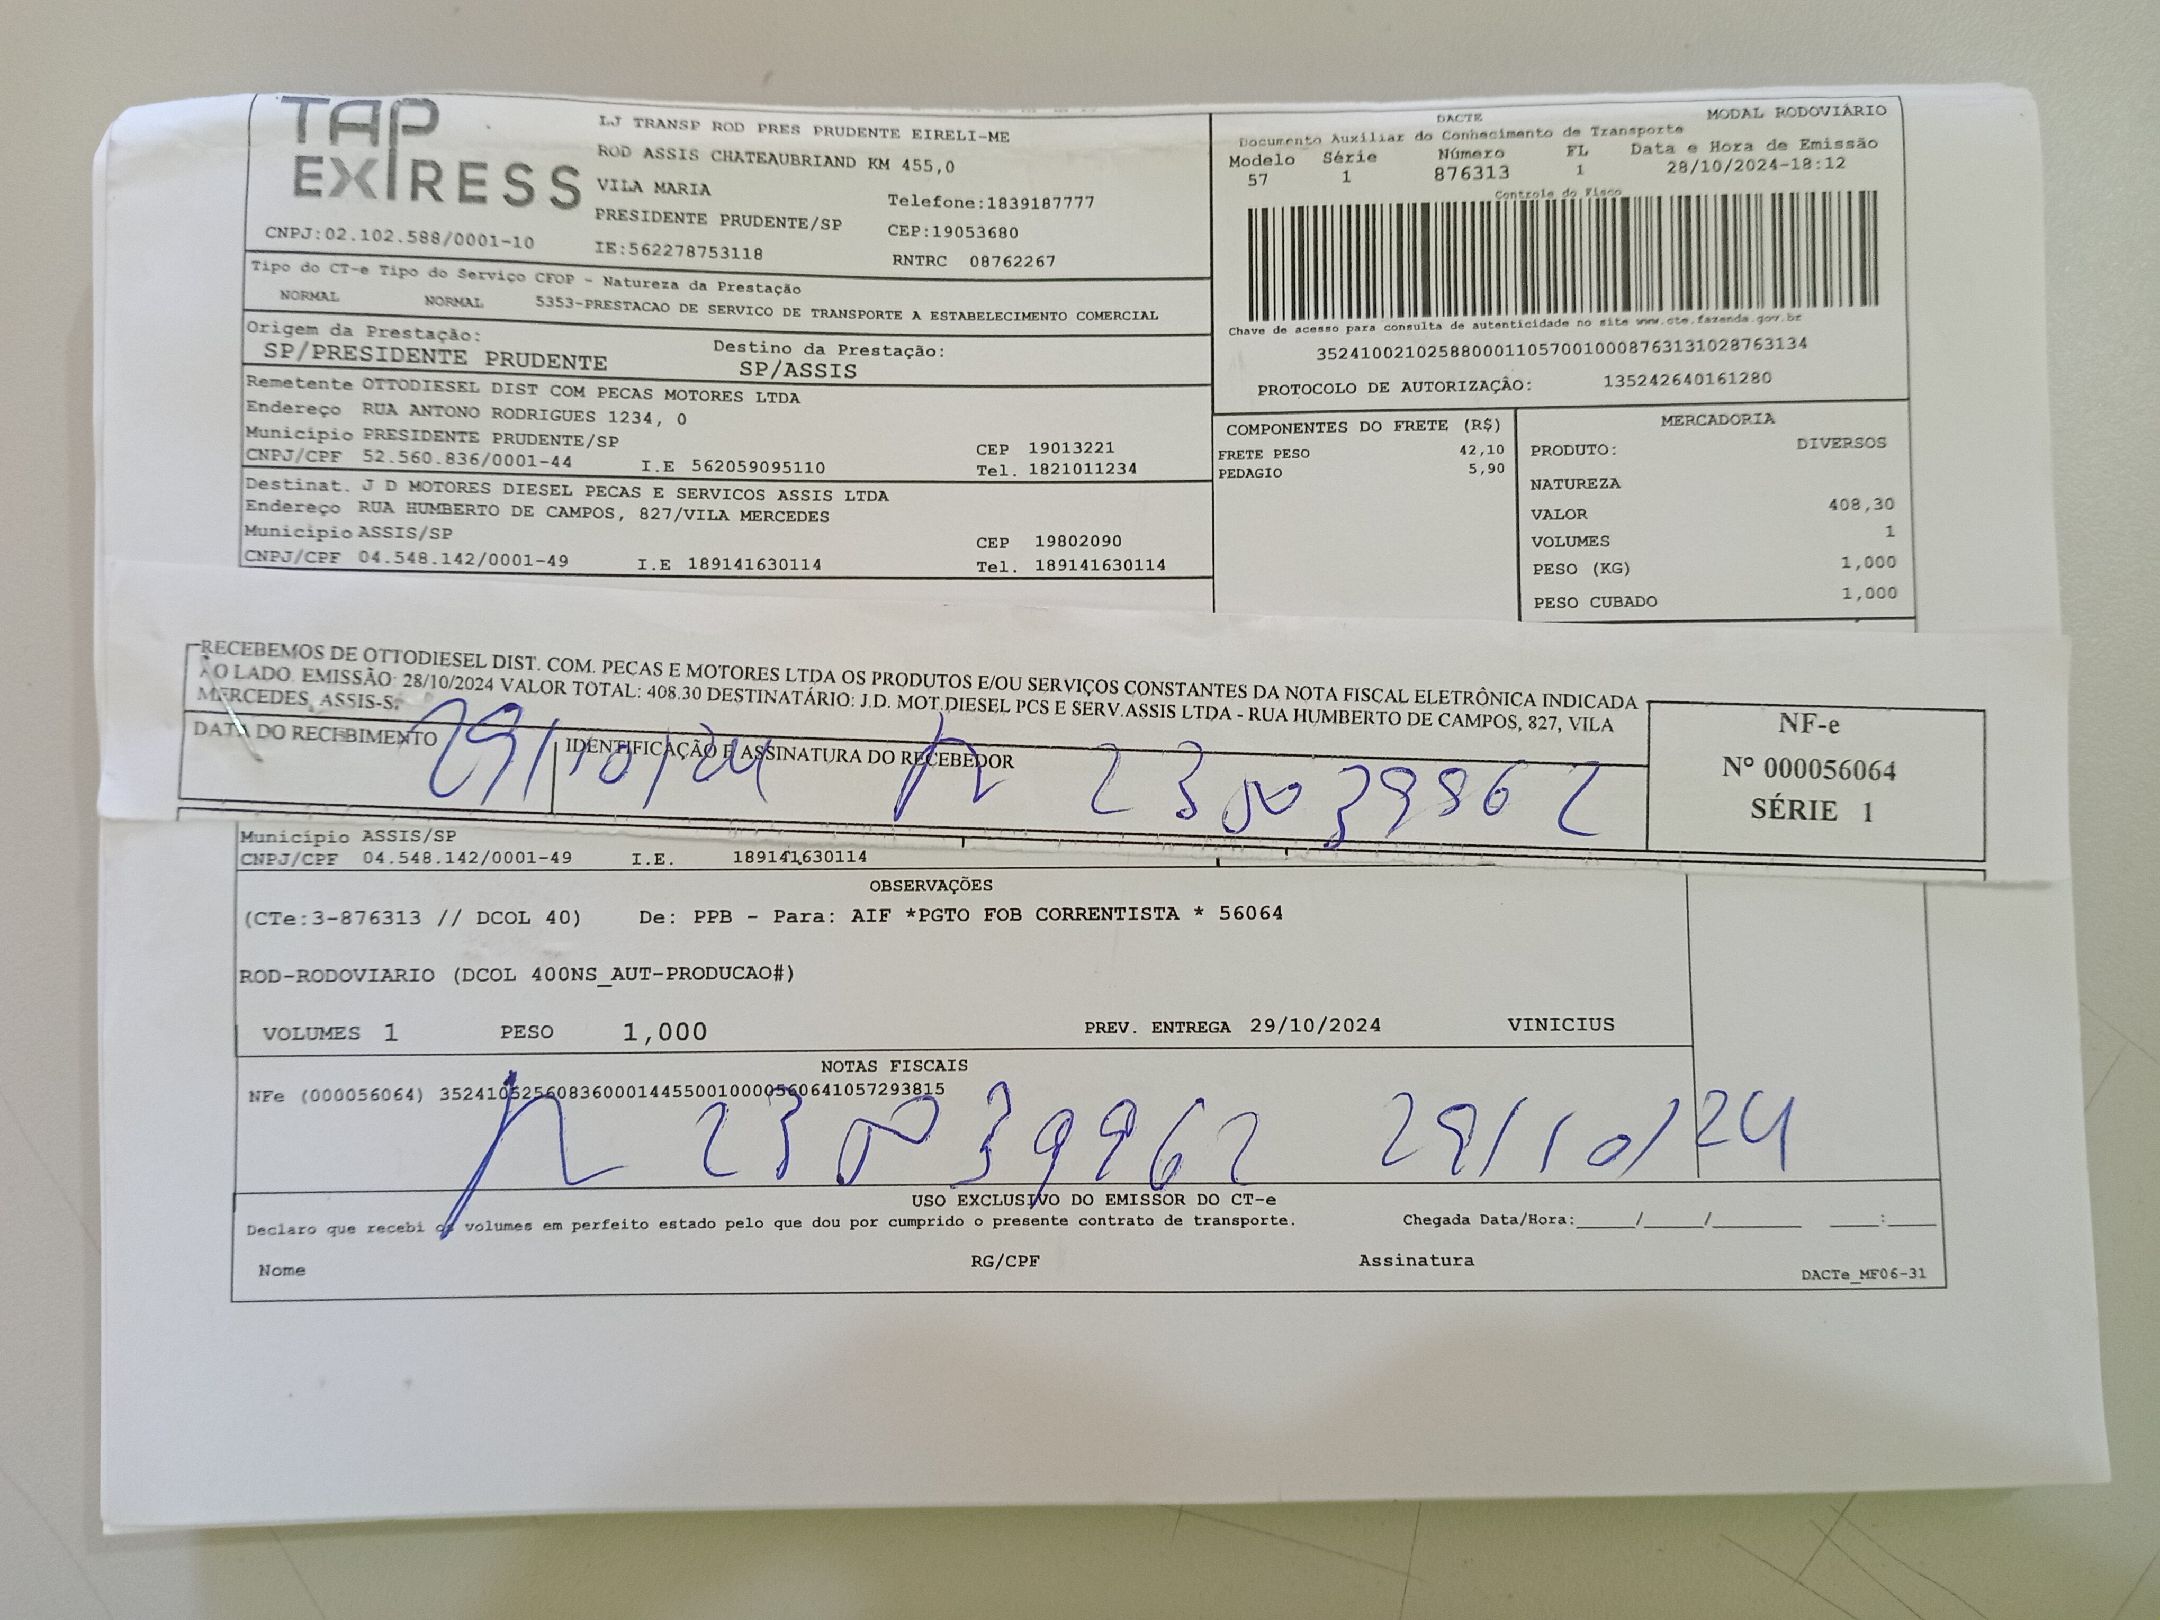 TAP
EXPRESS
CNPJ:02.102.588/0001-10
LJ TRANSP ROD PRES PRUDENTE EIRELI-ME
ROD ASSIS CHATEAUBRIAND KM 455,0
VILA MARIA
PRESIDENTE PRUDENTE/SP
IE:562278753118
Telefone:1839187777
CEP:19053680
RNTRC 08762267
Tipo do CT-e Tipo do Serviço CFOP - Natureza da Prestação
NORMAL NORMAL 5353-PRESTACAO DE SERVICO DE TRANSPORTE A ESTABELECIMENTO COMERCIAL
Origem da Prestação: Destino da Prestação:
SP/PRESIDENTE PRUDENTE SP/ASSIS
Remetente OTTODIESEL DIST COM PECAS MOTORES LTDA
Endereço RUA ANTONO RODRIGUES 1234, 0
Município PRESIDENTE PRUDENTE/SP CEP 19013221
CNPJ/CPF 52.560.836/0001-44 I.E 562059095110 Tel. 1821011234
Destinat. J D MOTORES DIESEL PECAS E SERVICOS ASSIS LTDA
Endereço RUA HUMBERTO DE CAMPOS, 827/VILA MERCEDES
Município ASSIS/SP CEP 19802090
CNPJ/CPF 04.548.142/0001-49 I.E 189141630114 Tel. 189141630114
DACTE MODAL RODOVIÁRIO
Documento Auxiliar do Conhecimento de Transporte
Modelo Série Número FL Data e Hora de Emissão
57 1 876313 1 28/10/2024-18:12
Controle do Fisco
Chave de acesso para consulta de autenticidade no site www.cte.fazenda.gov.br
35241002102588000110570010008763131028763134
PROTOCOLO DE AUTORIZAÇÃO: 135242640161280
COMPONENTES DO FRETE (R$)
FRETE PESO 42,10
PEDAGIO 5,90
MERCADORIA
PRODUTO: DIVERSOS
NATUREZA
VALOR 408,30
VOLUMES 1
PESO (KG) 1,000
PESO CUBADO 1,000
RECEBEMOS DE OTTODIESEL DIST. COM. PECAS E MOTORES LTDA OS PRODUTOS E/OU SERVIÇOS CONSTANTES DA NOTA FISCAL ELETRÔNICA INDICADA
AO LADO. EMISSÃO: 28/10/2024 VALOR TOTAL: 408.30 DESTINATÁRIO: J.D. MOT.DIESEL PCS E SERV.ASSIS LTDA - RUA HUMBERTO DE CAMPOS, 827, VILA
MERCEDES, ASSIS-SP
DATA DO RECEBIMENTO IDENTIFICAÇÃO E ASSINATURA DO RECEBEDOR
29/10/24
NF-e
Nº 000056064
SÉRIE 1
Município ASSIS/SP
CNPJ/CPF 04.548.142/0001-49 I.E. 189141630114
OBSERVAÇÕES
(CTe:3-876313 // DCOL 40) De: PPB - Para: AIF *PGTO FOB CORRENTISTA * 56064
ROD-RODOVIARIO (DCOL 400NS_AUT-PRODUCAO#)
VOLUMES 1 PESO 1,000 PREV. ENTREGA 29/10/2024 VINICIUS
NOTAS FISCAIS
NFe (000056064) 35241052560836000144550010000560641057293815
29/10/24
USO EXCLUSIVO DO EMISSOR DO CT-e
Declaro que recebi os volumes em perfeito estado pelo que dou por cumprido o presente contrato de transporte. Chegada Data/Hora:_____/_____/_______ ____:____
Nome RG/CPF Assinatura
DACTe_MF06-31